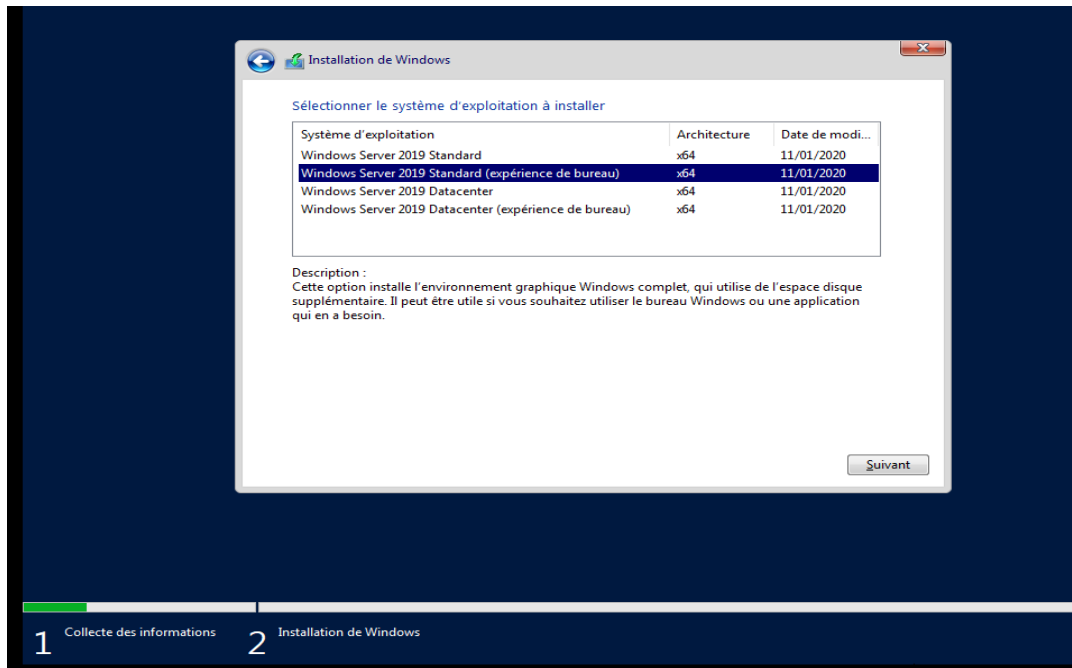 Installation de Windows
Sélectionner le système d'exploitation à installer
Système d'exploitation Architecture Date de modi...
Windows Server 2019 Standard x64 11/01/2020
Windows Server 2019 Standard (expérience de bureau) x64 11/01/2020
Windows Server 2019 Datacenter x64 11/01/2020
Windows Server 2019 Datacenter (expérience de bureau) x64 11/01/2020
Description :
Cette option installe l'environnement graphique Windows complet, qui utilise de l'espace disque
supplémentaire. Il peut être utile si vous souhaitez utiliser le bureau Windows ou une application
qui en a besoin.
Suivant
1 Collecte des informations 2 Installation de Windows